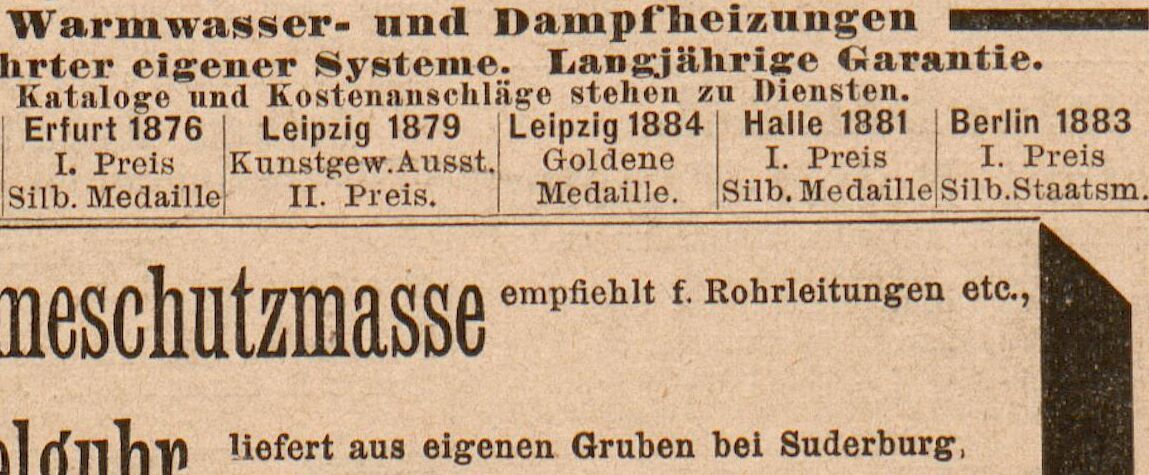 Warmwasser- und Dampfheizungen
hrter eigener Systeme. Langjährige Garantie.
Kataloge und Kostenanschläge stehen zu Diensten.
Erfurt 1876
I. Preis
Silb. Medaille
Leipzig 1879
Kunstgew. Ausst.
II. Preis.
Leipzig 1884
Goldene
Medaille.
Halle 1881
I. Preis
Silb. Medaille
Berlin 1883
I. Preis
Silb. Staatsm.
meschutzmasse empfiehlt f. Rohrleitungen etc.,
elguhr liefert aus eigenen Gruben bei Suderburg,